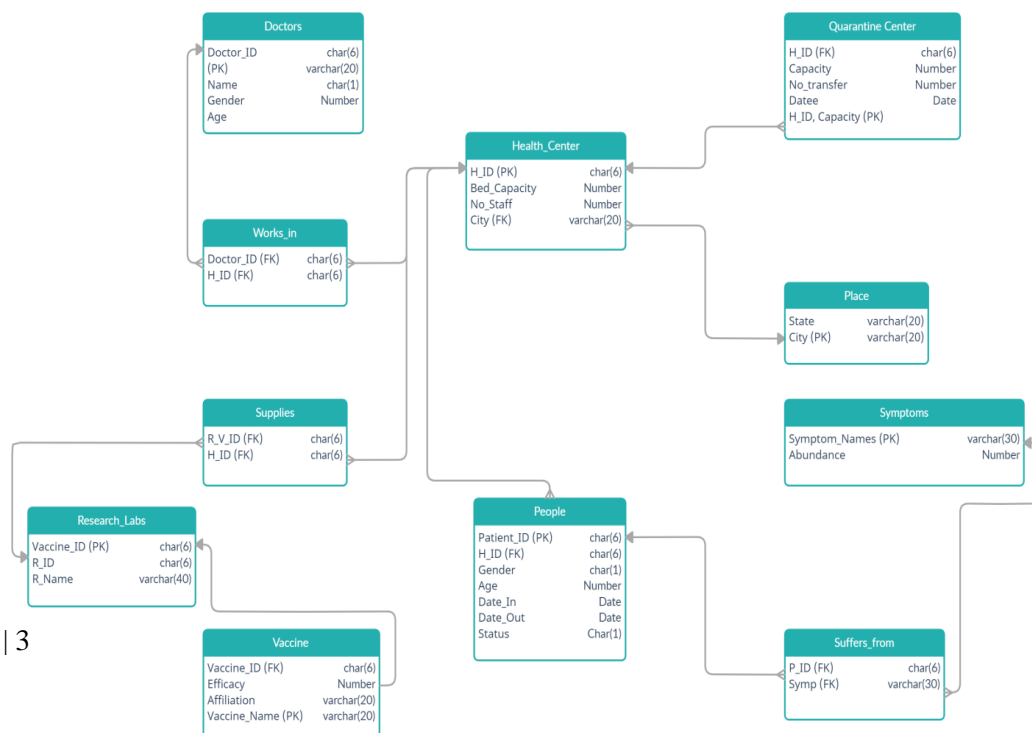 Doctors
Doctor_ID char(6)
(PK) varchar(20)
Name char(1)
Gender Number
Age
Quarantine Center
H_ID (FK) char(6)
Capacity Number
No_transfer Number
Datee Date
H_ID, Capacity (PK)
Health_Center
H_ID (PK) char(6)
Bed_Capacity Number
No_Staff Number
City (FK) varchar(20)
Works_in
Doctor_ID (FK) char(6)
H_ID (FK) char(6)
Place
State varchar(20)
City (PK) varchar(20)
Supplies
R_V_ID (FK) char(6)
H_ID (FK) char(6)
Symptoms
Symptom_Names (PK) varchar(30)
Abundance Number
Research_Labs
Vaccine_ID (PK) char(6)
R_ID char(6)
R_Name varchar(40)
People
Patient_ID (PK) char(6)
H_ID (FK) char(6)
Gender char(1)
Age Number
Date_In Date
Date_Out Date
Status Char(1)
| 3
Vaccine
Vaccine_ID (FK) char(6)
Efficacy Number
Affiliation varchar(20)
Vaccine_Name (PK) varchar(20)
Suffers_from
P_ID (FK) char(6)
Symp (FK) varchar(30)